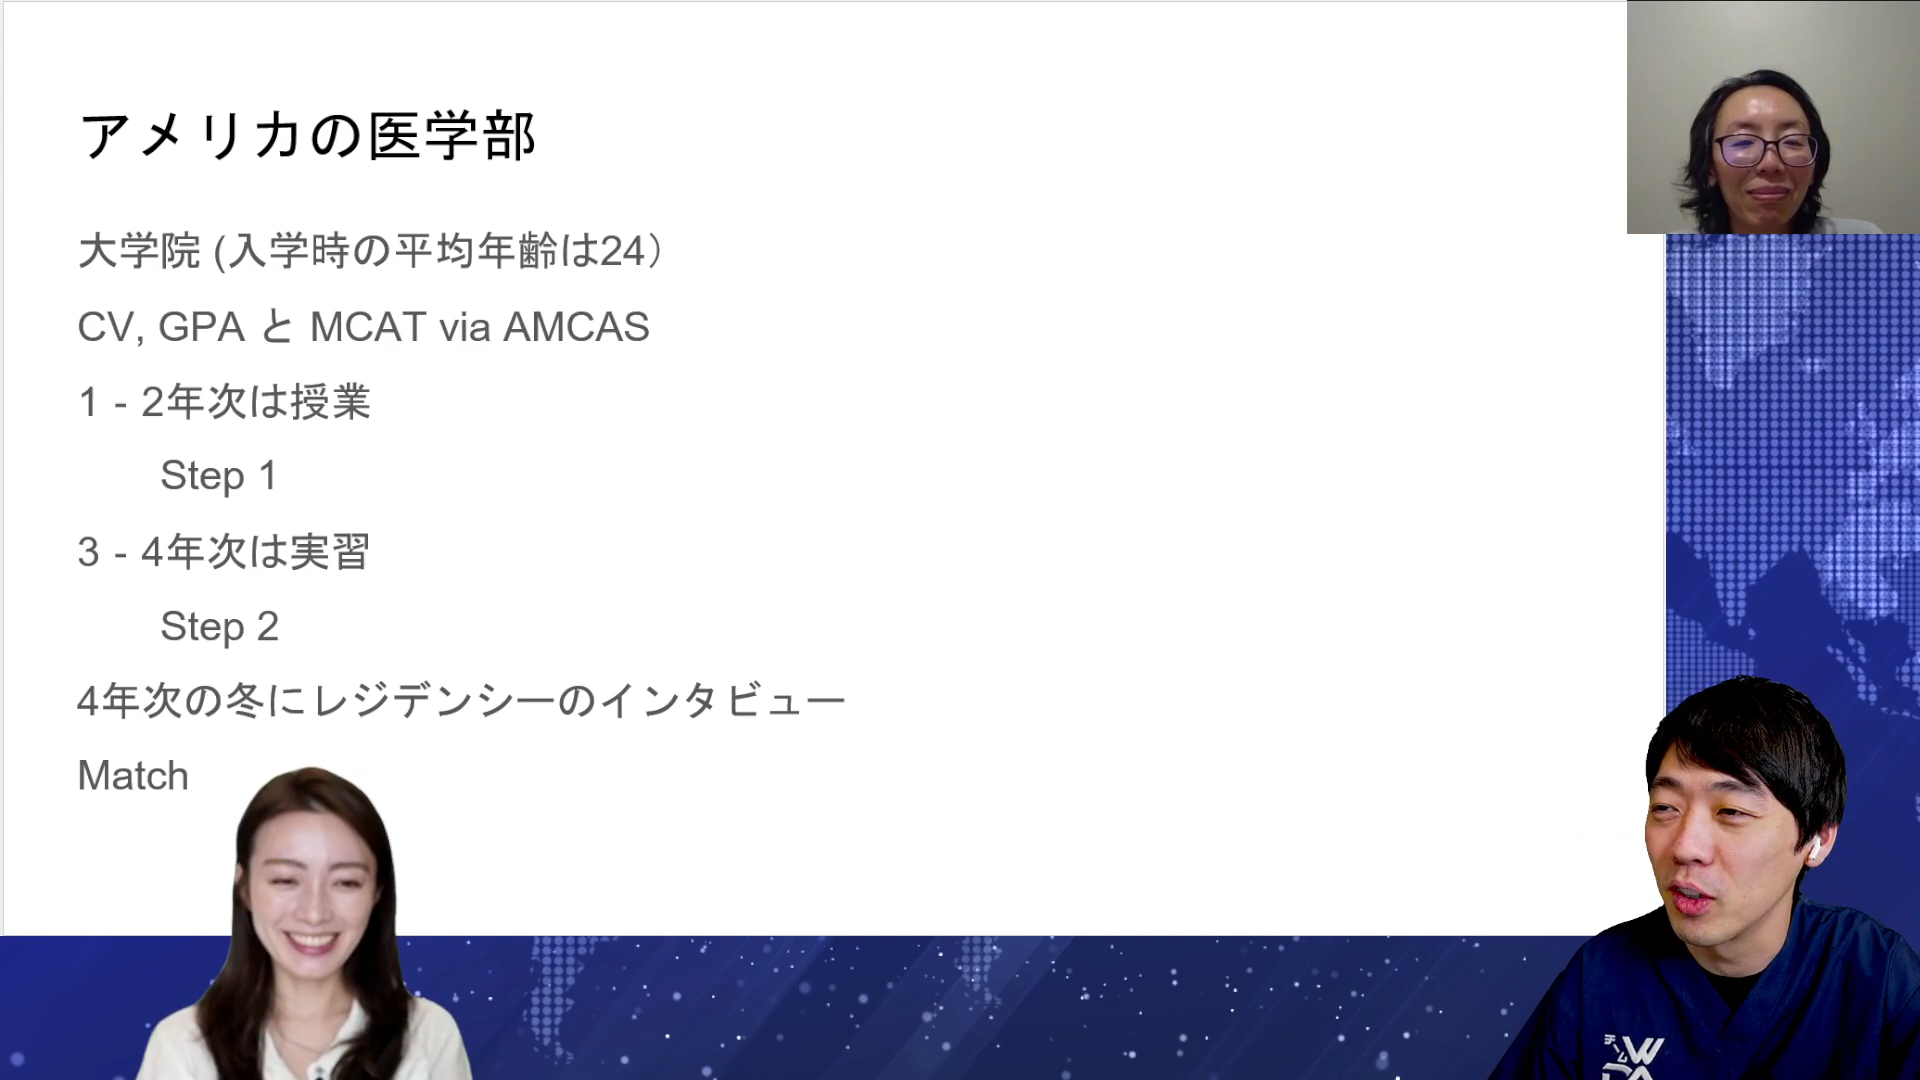 アメリカの医学部
大学院 (入学時の平均年齢は24）
CV, GPA と MCAT via AMCAS
1 - 2年次は授業
Step 1
3 - 4年次は実習
Step 2
4年次の冬にレジデンシーのインタビュー
Match
チーム
W